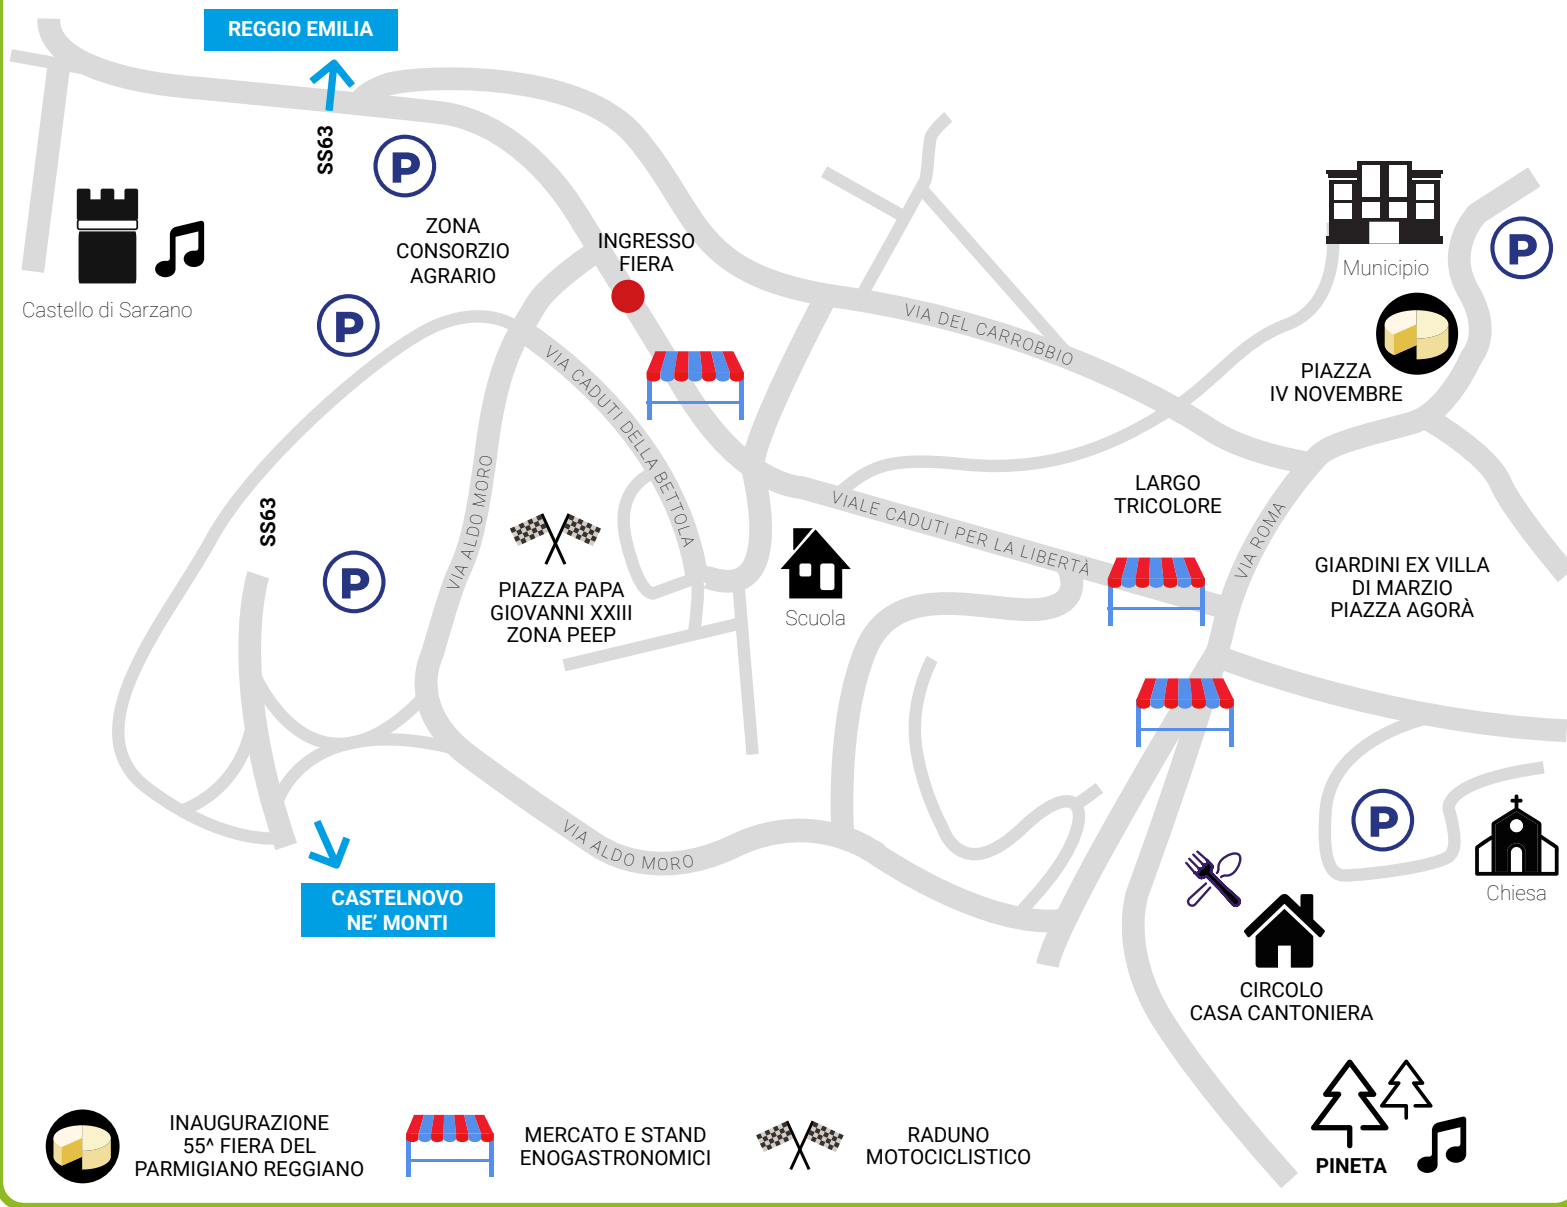 REGGIO EMILIA
SS63
P
ZONA
CONSORZIO
AGRARIO
INGRESSO
FIERA
Municipio
P
Castello di Sarzano
P
VIA DEL CARROBBIO
PIAZZA
IV NOVEMBRE
VIA CADUTI DELLA BETTOLA
VIA ALDO MORO
SS63
P
PIAZZA PAPA
GIOVANNI XXIII
ZONA PEEP
Scuola
VIALE CADUTI PER LA LIBERTÀ
LARGO
TRICOLORE
VIA ROMA
GIARDINI EX VILLA
DI MARZIO
PIAZZA AGORÀ
VIA ALDO MORO
P
Chiesa
CASTELNOVO
NE' MONTI
CIRCOLO
CASA CANTONIERA
PINETA
INAUGURAZIONE
55^ FIERA DEL
PARMIGIANO REGGIANO
MERCATO E STAND
ENOGASTRONOMICI
RADUNO
MOTOCICLISTICO